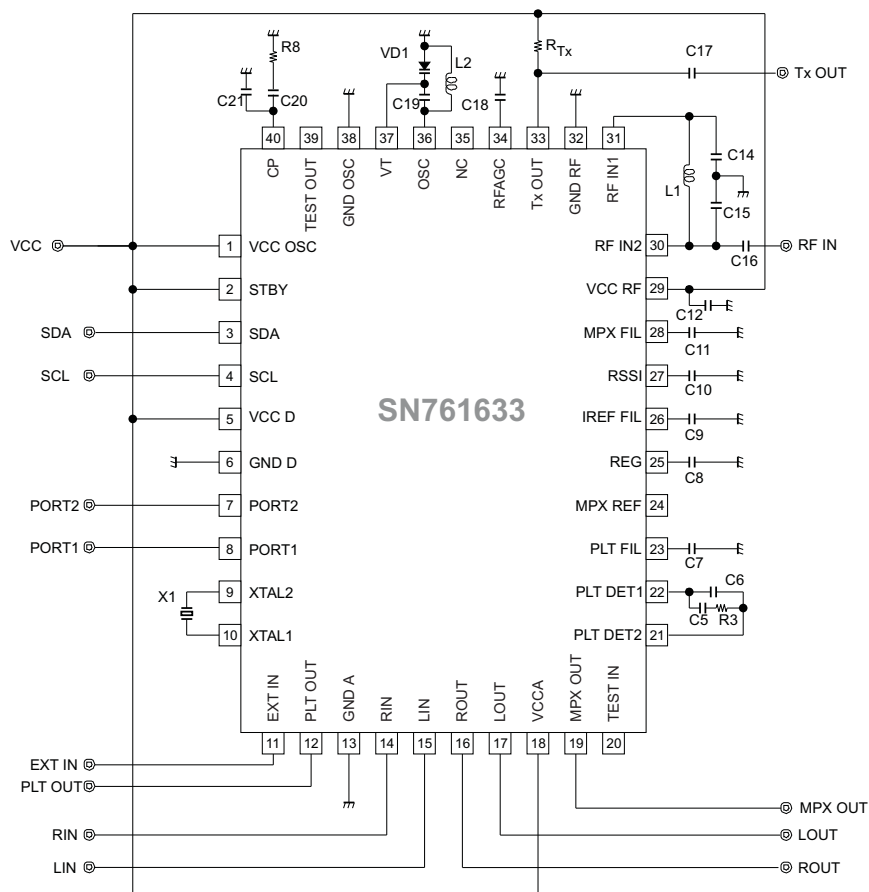 R8
VD1
L2
RTx
C17
Tx OUT
C21
C20
C19
C18
40
39
38
37
36
35
34
33
32
31
CP
TEST OUT
GND OSC
VT
OSC
NC
RFAGC
Tx OUT
GND RF
RF IN1
C14
L1
C15
VCC
1
VCC OSC
RF IN2
30
C16
RF IN
2
STBY
VCC RF
29
C12
SDA
3
SDA
MPX FIL
28
C11
SCL
4
SCL
RSSI
27
C10
SN761633
5
VCC D
IREF FIL
26
C9
6
GND D
REG
25
C8
PORT2
7
PORT2
MPX REF
24
PORT1
8
PORT1
PLT FIL
23
C7
X1
9
XTAL2
PLT DET1
22
C6
C5
R3
10
XTAL1
PLT DET2
21
EXT IN
PLT OUT
GND A
RIN
LIN
ROUT
LOUT
VCCA
MPX OUT
TEST IN
11
12
13
14
15
16
17
18
19
20
EXT IN
PLT OUT
MPX OUT
RIN
LOUT
LIN
ROUT